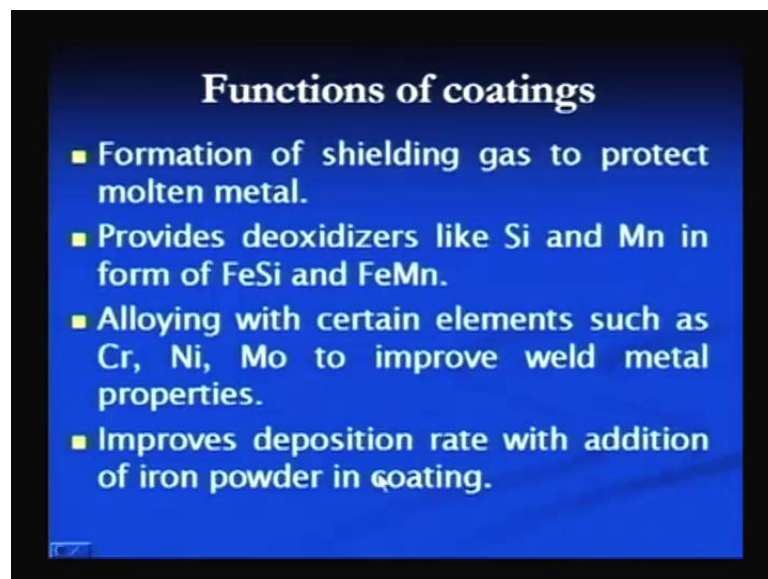 Functions of coatings
Formation of shielding gas to protect
molten metal.
Provides deoxidizers like Si and Mn in
form of FeSi and FeMn.
Alloying with certain elements such as
Cr, Ni, Mo to improve weld metal
properties.
Improves deposition rate with addition
of iron powder in coating.